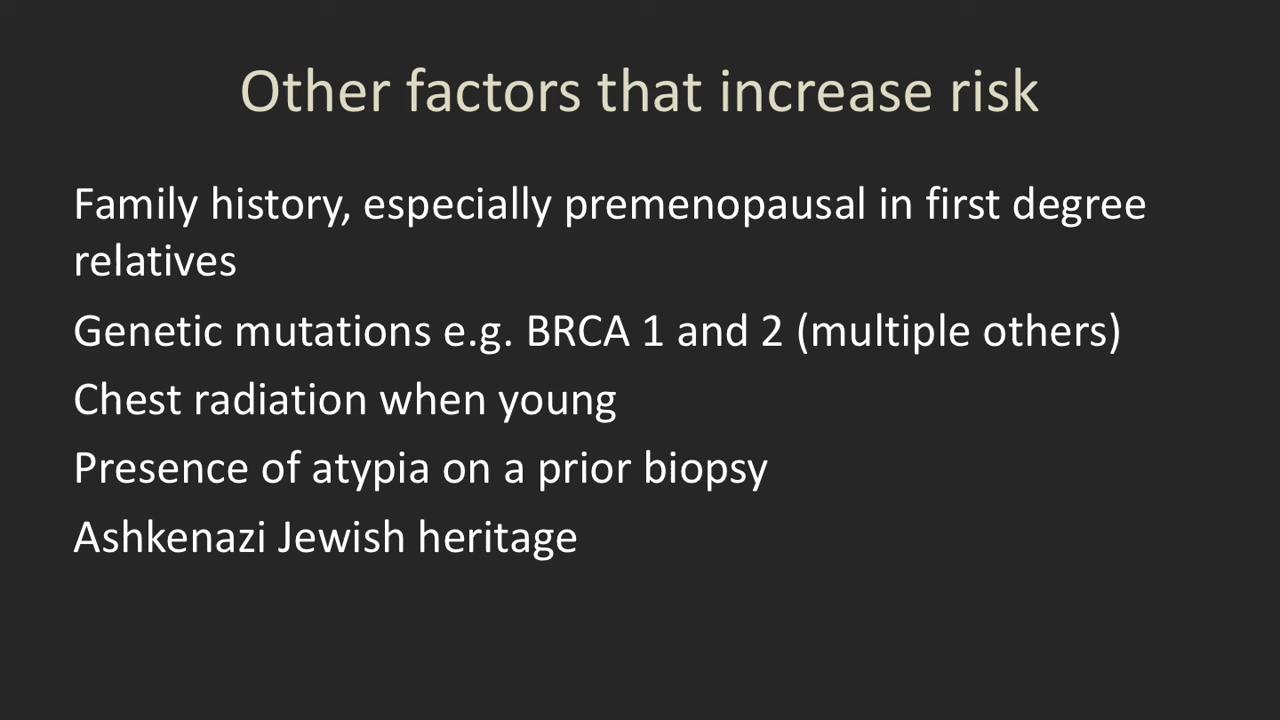 Other factors that increase risk
Family history, especially premenopausal in first degree
relatives
Genetic mutations e.g. BRCA 1 and 2 (multiple others)
Chest radiation when young
Presence of atypia on a prior biopsy
Ashkenazi Jewish heritage